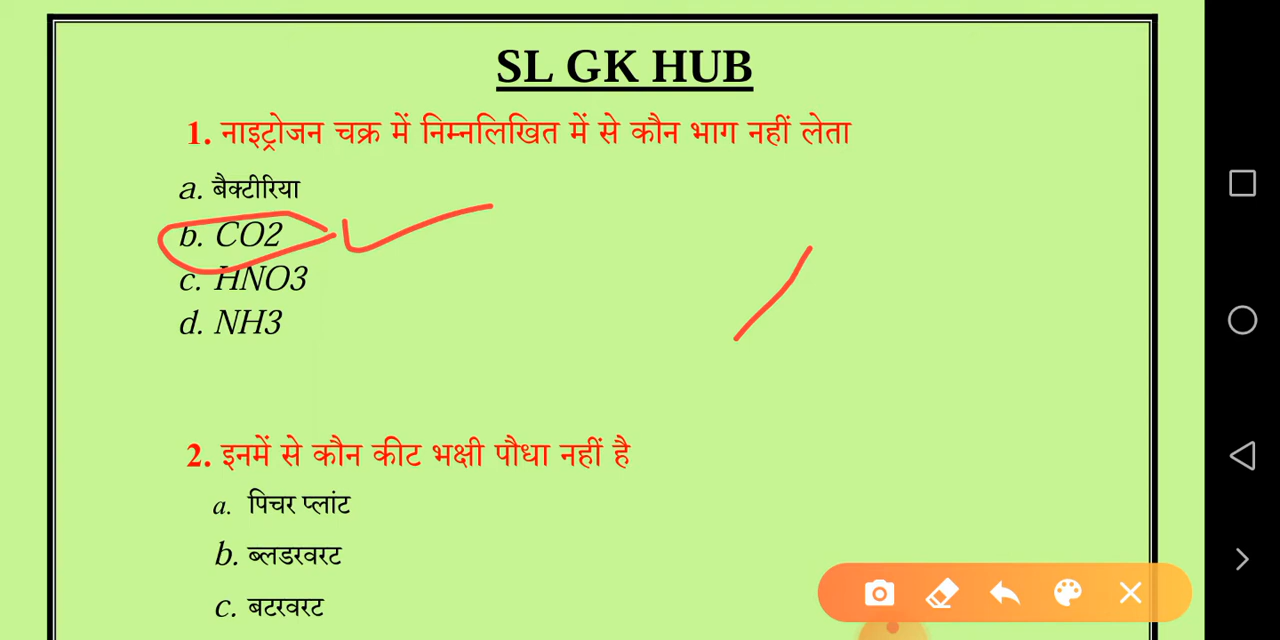 SL GK HUB
1. नाइट्रोजन चक्र में निम्नलिखित में से कौन भाग नहीं लेता
a. बैक्टीरिया
b. CO2
c. HNO3
d. NH3
2. इनमें से कौन कीट भक्षी पौधा नहीं है
a. पिचर प्लांट
b. ब्लडरवरट
c. बटरवरट